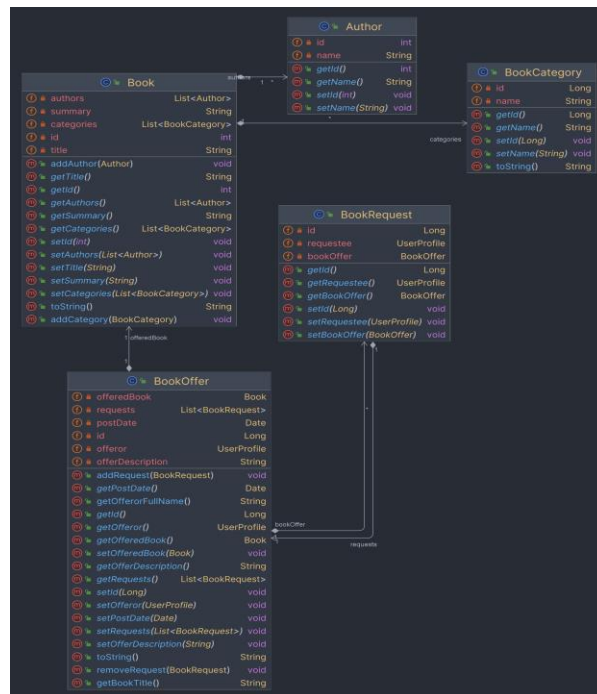 Author
id int
name String
getId() int
getName() String
setId(int) void
setName(String) void
Book
authors List<Author>
summary String
categories List<BookCategory>
id int
title String
addAuthor(Author) void
getTitle() String
getId() int
getAuthors() List<Author>
getSummary() String
getCategories() List<BookCategory>
setId(int) void
setAuthors(List<Author>) void
setTitle(String) void
setSummary(String) void
setCategories(List<BookCategory>) void
toString() String
addCategory(BookCategory) void
1 *
BookCategory
id Long
name String
getId() Long
getName() String
setId(Long) void
setName(String) void
toString() String
categories
BookRequest
id Long
requestee UserProfile
bookOffer BookOffer
getId() Long
getRequestee() UserProfile
getBookOffer() BookOffer
setId(Long) void
setRequestee(UserProfile) void
setBookOffer(BookOffer) void
1 offeredBook
1
BookOffer
offeredBook Book
requests List<BookRequest>
postDate Date
id Long
offeror UserProfile
offerDescription String
addRequest(BookRequest) void
getPostDate() Date
getOfferorFullName() String
getId() Long
getOfferor() UserProfile
getOfferedBook() Book
setOfferedBook(Book) void
getOfferDescription() String
getRequests() List<BookRequest>
setId(Long) void
setOfferor(UserProfile) void
setPostDate(Date) void
setRequests(List<BookRequest>) void
setOfferDescription(String) void
toString() String
removeRequest(BookRequest) void
getBookTitle() String
bookOffer
requests